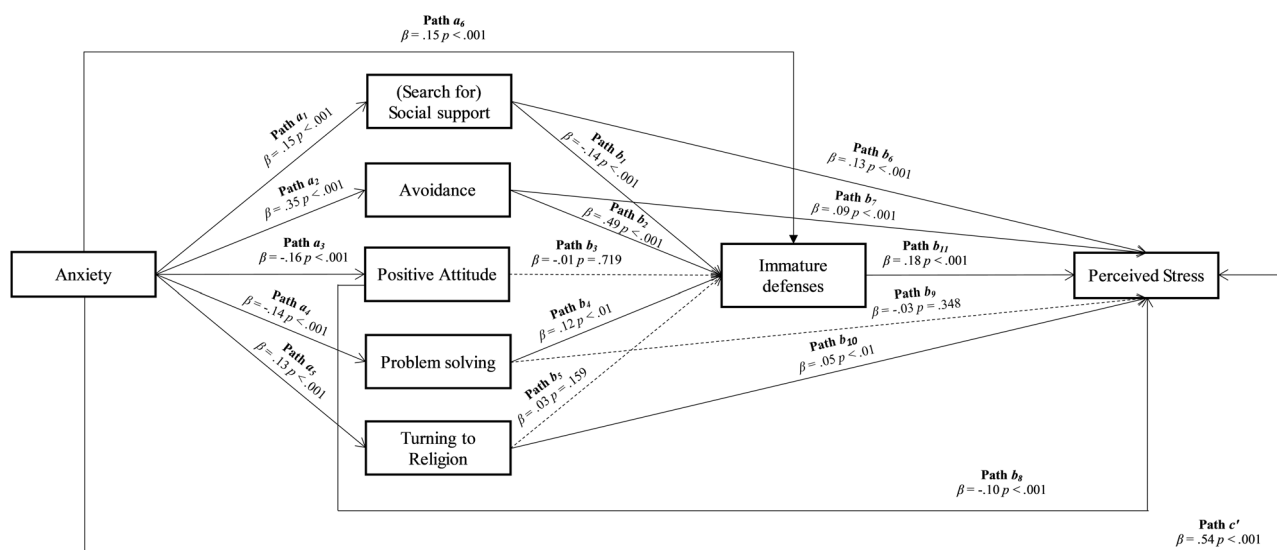 Path a₆
β = .15 p < .001
(Search for)
Social support
Path a₁
β = .15 p < .001
Path b₁
β = -.14 p < .001
Path b₆
β = .13 p < .001
Path a₂
β = .35 p < .001
Avoidance
Path b₂
β = .49 p < .001
Path b₇
β = .09 p < .001
Anxiety
Path a₃
β = -.16 p < .001
Positive Attitude
Path b₃
β = -.01 p = .719
Immature
defenses
Path b₁₁
β = .18 p < .001
Perceived Stress
Path a₄
β = -.14 p < .001
Problem solving
Path b₄
β = .12 p < .01
Path b₉
β = -.03 p = .348
Path a₅
β = .13 p < .001
Turning to
Religion
Path b₅
β = .03 p = .159
Path b₁₀
β = .05 p < .01
Path b₈
β = -.10 p < .001
Path c'
β = .54 p < .001